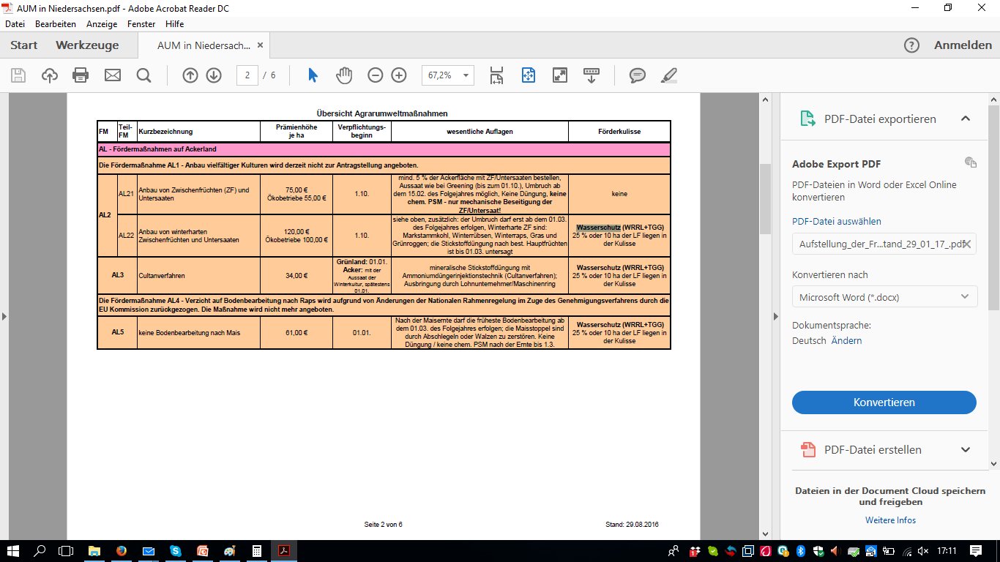 AUM in Niedersachsen.pdf - Adobe Acrobat Reader DC
Datei Bearbeiten Anzeige Fenster Hilfe
Start Werkzeuge AUM in Niedersach... × Anmelden
2 / 6 67,2%
Übersicht Agrarumweltmaßnahmen
FM Teil-FM Kurzbezeichnung Prämienhöhe je ha Verpflichtungs-beginn wesentliche Auflagen Förderkulisse
AL - Fördermaßnahmen auf Ackerland
Die Fördermaßnahme AL1 - Anbau vielfältiger Kulturen wird derzeit nicht zur Antragstellung angeboten.
AL2
AL21
Anbau von Zwischenfrüchten (ZF) und
Untersaaten
75,00 €
Ökobetriebe 55,00 €
1.10.
mind. 5 % der Ackerfläche mit ZF/Untersaaten bestellen,
Aussaat wie bei Greening (bis zum 01.10.), Umbruch ab
dem 15.02. des Folgejahres möglich, Keine Düngung, keine
chem. PSM - nur mechanische Beseitigung der
ZF/Untersaat!
keine
AL22
Anbau von winterharten
Zwischenfrüchten und Untersaaten
120,00 €
Ökobetriebe 100,00 €
1.10.
siehe oben, zusätzlich: der Umbruch darf erst ab dem 01.03.
des Folgejahres erfolgen, Winterharte ZF sind:
Markstammkohl, Winterrübsen, Winterraps, Gras und
Grünroggen; die Stickstoffdüngung nach best. Hauptfrüchten
ist bis 01.03. untersagt
Wasserschutz (WRRL+TGG)
25 % oder 10 ha der LF liegen in
der Kulisse
AL3
Cultanverfahren
34,00 €
Grünland: 01.01.
Acker: mit der
Aussaat der
Winterkultur, spätestens
01.01.
mineralische Stickstoffdüngung mit
Ammoniumdüngerinjektionstechnik (Cultanverfahren);
Ausbringung durch Lohnunternehmer/Maschinenring
Wasserschutz (WRRL+TGG)
25 % oder 10 ha der LF liegen in
der Kulisse
Die Fördermaßnahme AL4 - Verzicht auf Bodenbearbeitung nach Raps wird aufgrund von Änderungen der Nationalen Rahmenregelung im Zuge des Genehmigungsverfahrens durch die
EU Kommission zurückgezogen. Die Maßnahme wird nicht mehr angeboten.
AL5
keine Bodenbearbeitung nach Mais
61,00 €
01.01.
Nach der Maisernte darf die früheste Bodenbearbeitung ab
dem 01.03. des Folgejahres erfolgen; die Maisstoppel sind
durch Abschlegeln oder Walzen zu zerstören. Keine
Düngung / keine chem. PSM nach der Ernte bis 1.3.
Wasserschutz (WRRL+TGG)
25 % oder 10 ha der LF liegen in
der Kulisse
Seite 2 von 6 Stand: 29.08.2016
PDF-Datei exportieren
Adobe Export PDF
PDF-Dateien in Word oder Excel Online
konvertieren
PDF-Datei auswählen
Aufstellung_der_Fr...tand_29_01_17_.pdf
Konvertieren nach
Microsoft Word (*.docx)
Dokumentsprache:
Deutsch Ändern
Konvertieren
PDF-Datei erstellen
Dateien in der Document Cloud speichern
und freigeben
Weitere Infos
17:11